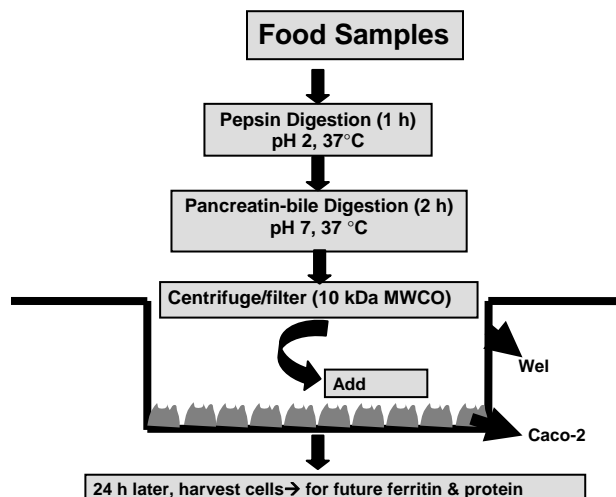 Food Samples
Pepsin Digestion (1 h)
pH 2, 37°C
Pancreatin-bile Digestion (2 h)
pH 7, 37 °C
Centrifuge/filter (10 kDa MWCO)
Wel
Add
Caco-2
24 h later, harvest cells→ for future ferritin & protein